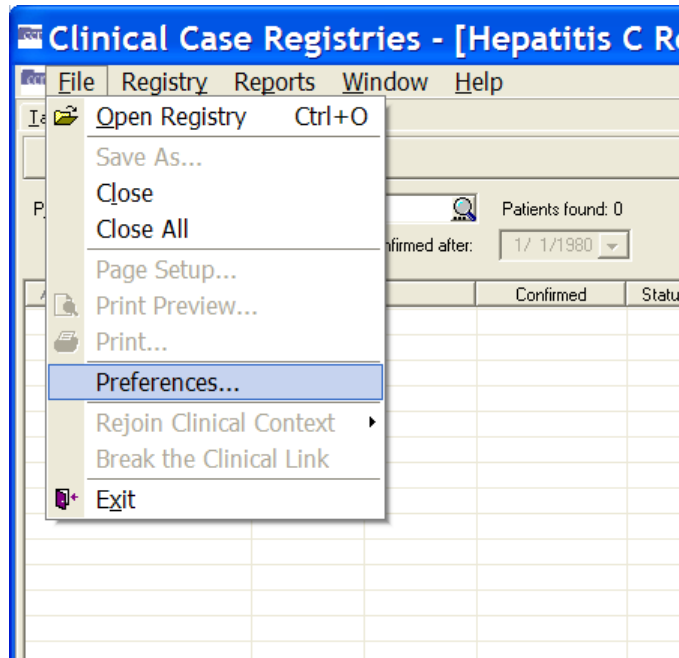 Clinical Case Registries - [Hepatitis C R
File Registry Reports Window Help
Open Registry Ctrl+O
Save As...
Close
Patients found: 0
Close All
nfirmed after: 1/ 1/1980
Page Setup...
Confirmed Statu
Print Preview...
Print...
Preferences...
Rejoin Clinical Context
Break the Clinical Link
Exit